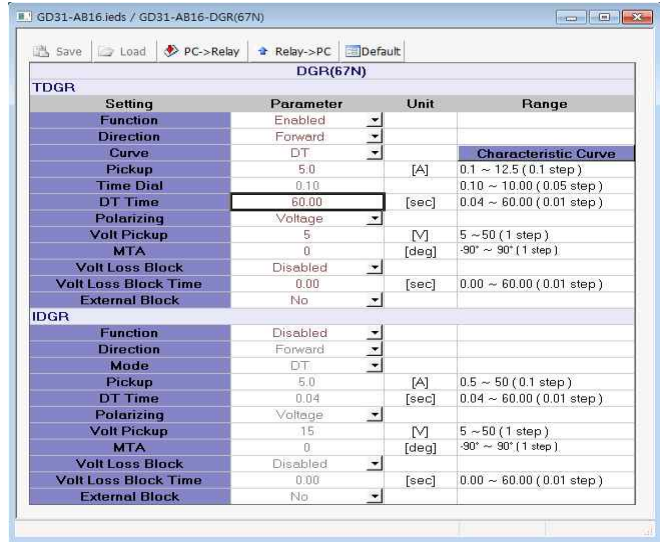 GD31-AB16.ieds / GD31-AB16-DGR(67N)
Save Load PC->Relay Relay->PC Default
DGR(67N)
TDGR
Setting Parameter Unit Range
Function Enabled
Direction Forward
Curve DT Characteristic Curve
Pickup 5.0 [A] 0.1 ~ 12.5 ( 0.1 step )
Time Dial 0.10 0.10 ~ 10.00 ( 0.05 step )
DT Time 60.00 [sec] 0.04 ~ 60.00 ( 0.01 step )
Polarizing Voltage
Volt Pickup 5 [V] 5 ~50 ( 1 step )
MTA 0 [deg] -90° ~ 90° ( 1 step )
Volt Loss Block Disabled
Volt Loss Block Time 0.00 [sec] 0.00 ~ 60.00 ( 0.01 step )
External Block No
IDGR
Function Disabled
Direction Forward
Mode DT
Pickup 5.0 [A] 0.5 ~ 50 ( 0.1 step )
DT Time 0.04 [sec] 0.04 ~ 60.00 ( 0.01 step )
Polarizing Voltage
Volt Pickup 15 [V] 5 ~50 ( 1 step )
MTA 0 [deg] -90° ~ 90° ( 1 step )
Volt Loss Block Disabled
Volt Loss Block Time 0.00 [sec] 0.00 ~ 60.00 ( 0.01 step )
External Block No